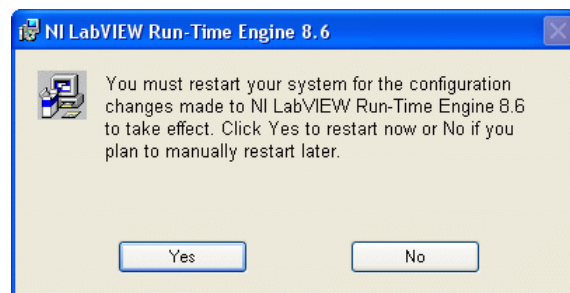 NI LabVIEW Run-Time Engine 8.6
You must restart your system for the configuration
changes made to NI LabVIEW Run-Time Engine 8.6
to take effect. Click Yes to restart now or No if you
plan to manually restart later.
Yes
No